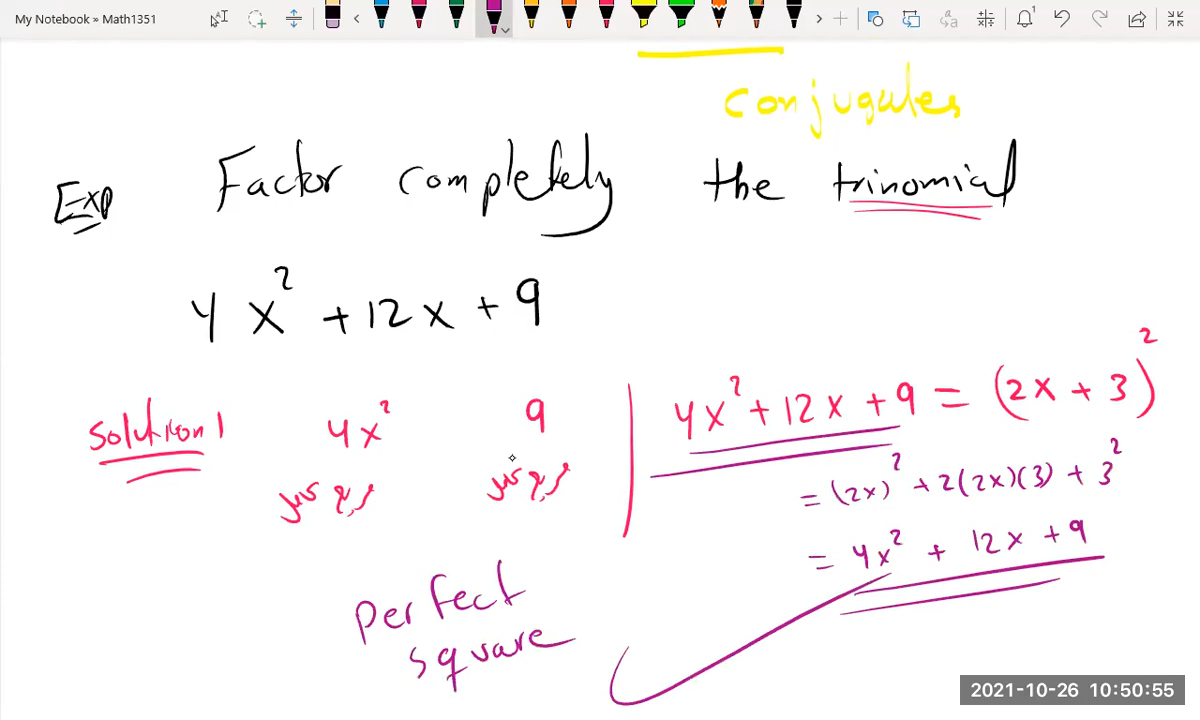 My Notebook » Math1351
conjugates
Exp Factor completely the trinomial
4x² + 12x + 9
Solution 1
4x² 9
مربع كامل مربع كامل
perfect
square
4x² + 12x + 9 = (2x + 3)²
= (2x)² + 2(2x)(3) + 3²
= 4x² + 12x + 9
2021-10-26 10:50:55